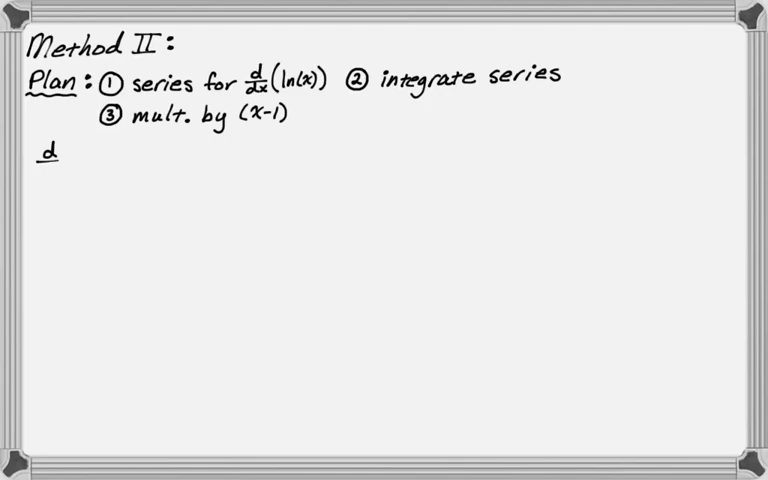 Method II:
Plan: ① series for d/dx (ln(x)) ② integrate series
③ mult. by (x-1)
d